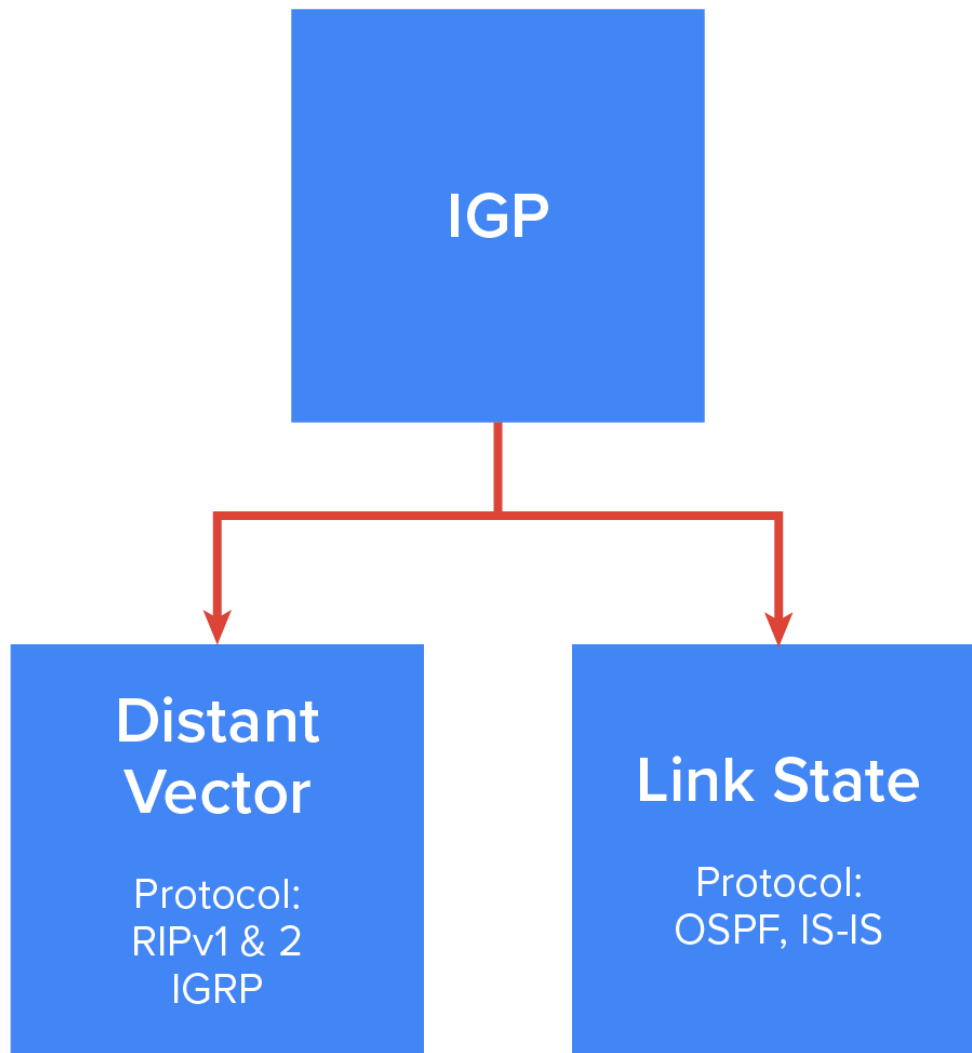 IGP
Distant
Vector
Protocol:
RIPv1 & 2
IGRP
Link State
Protocol:
OSPF, IS-IS